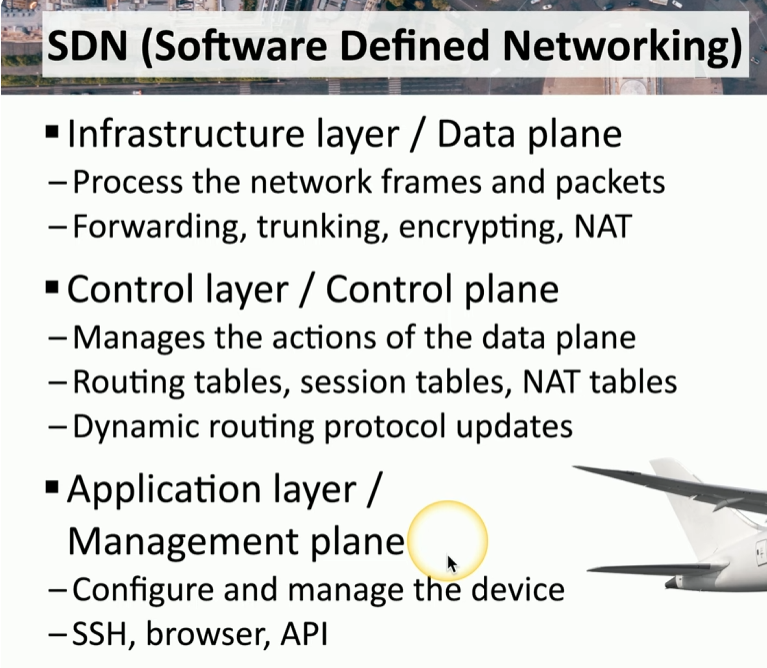 SDN (Software Defined Networking)
▪ Infrastructure layer / Data plane
– Process the network frames and packets
– Forwarding, trunking, encrypting, NAT
▪ Control layer / Control plane
– Manages the actions of the data plane
– Routing tables, session tables, NAT tables
– Dynamic routing protocol updates
▪ Application layer /
Management plane
– Configure and manage the device
– SSH, browser, API